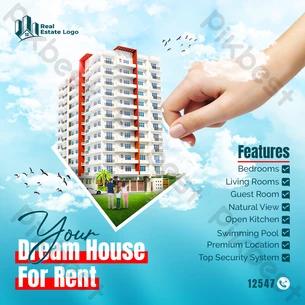 Real
Estate Logo
Features
Bedrooms
Living Rooms
Guest Room
Natural View
Open Kitchen
Swimming Pool
Premium Location
Top Security System
Your
Dream House
For Rent
12547
pikbest